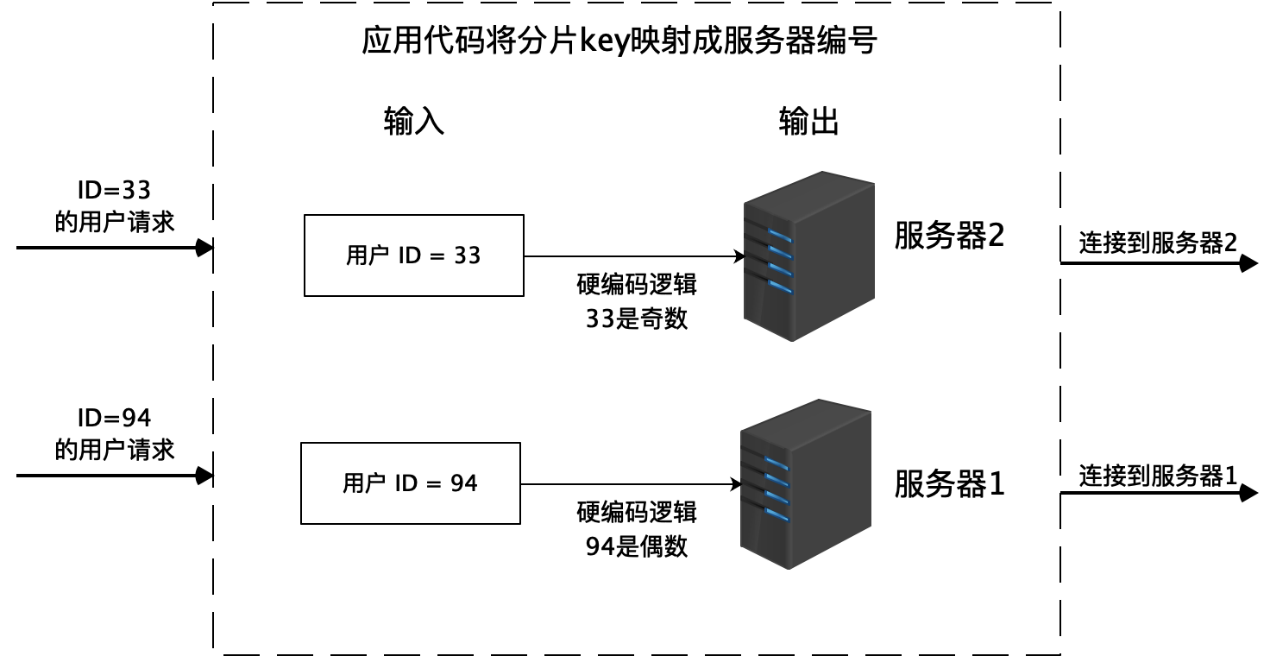 应用代码将分片key映射成服务器编号
输入
输出
ID=33
的用户请求
用户 ID = 33
硬编码逻辑
33是奇数
服务器2
连接到服务器2
ID=94
的用户请求
用户 ID = 94
硬编码逻辑
94是偶数
服务器1
连接到服务器1